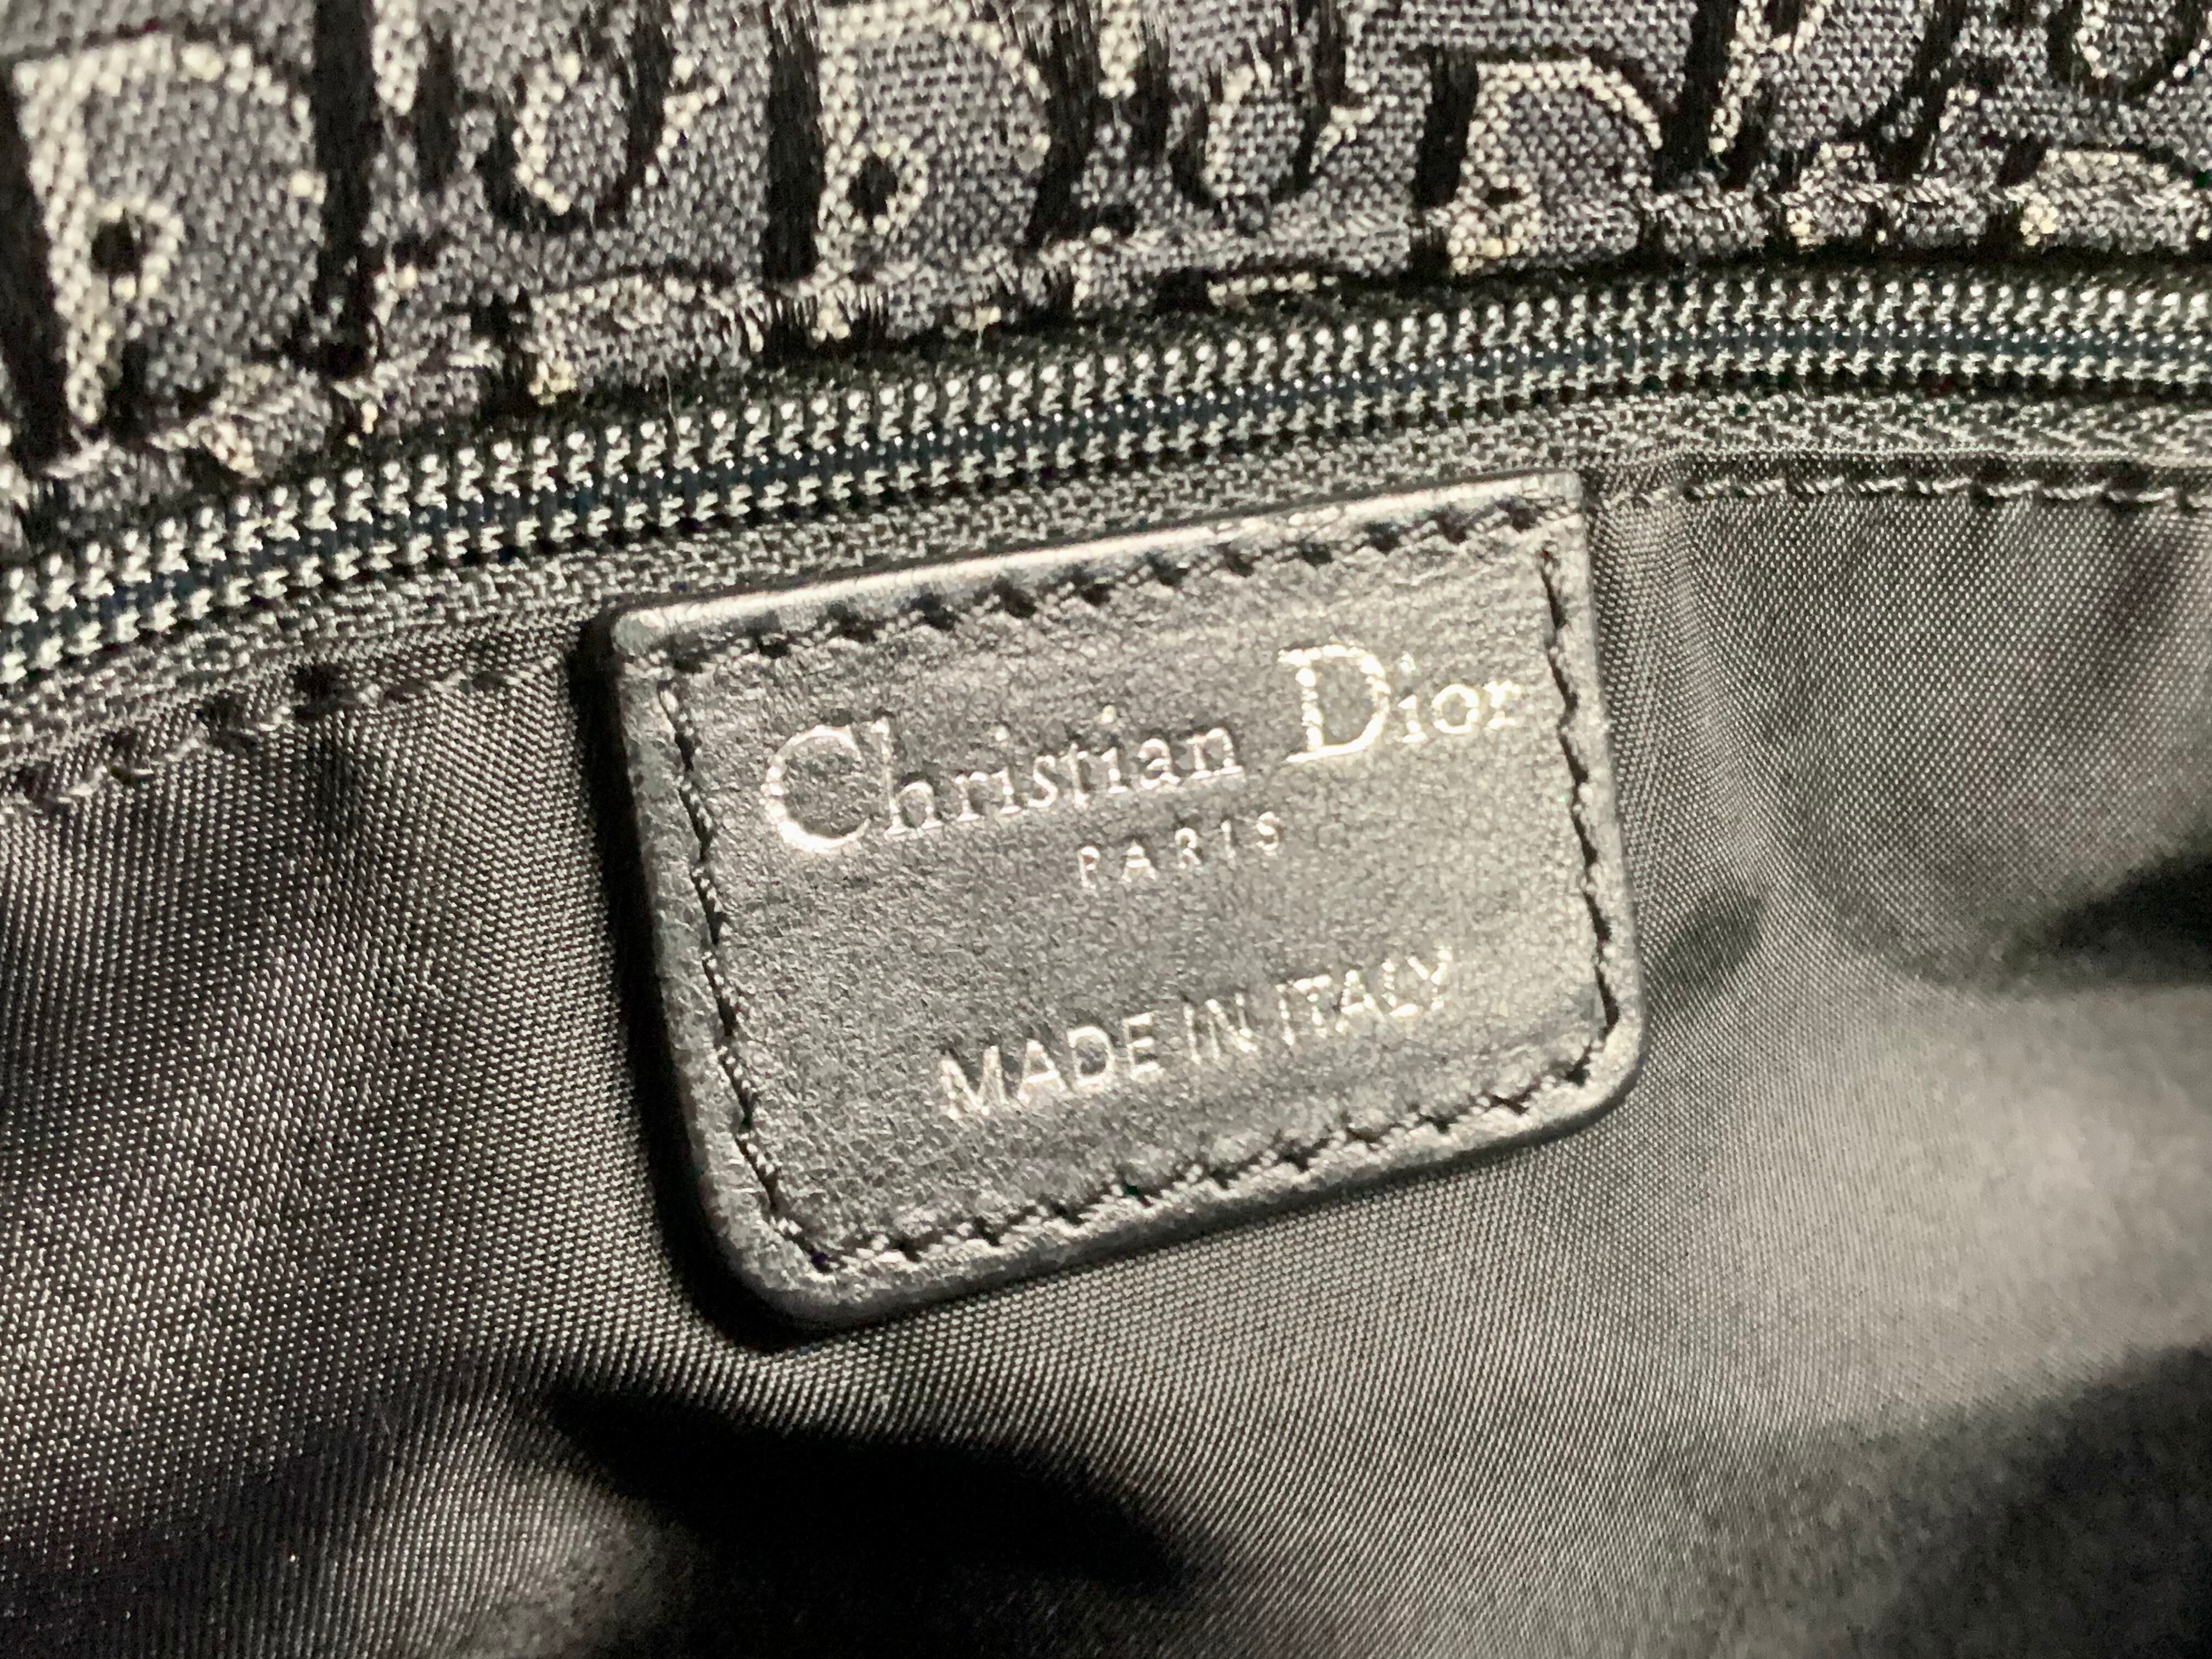 Christian Dior
PARIS
MADE IN ITALY